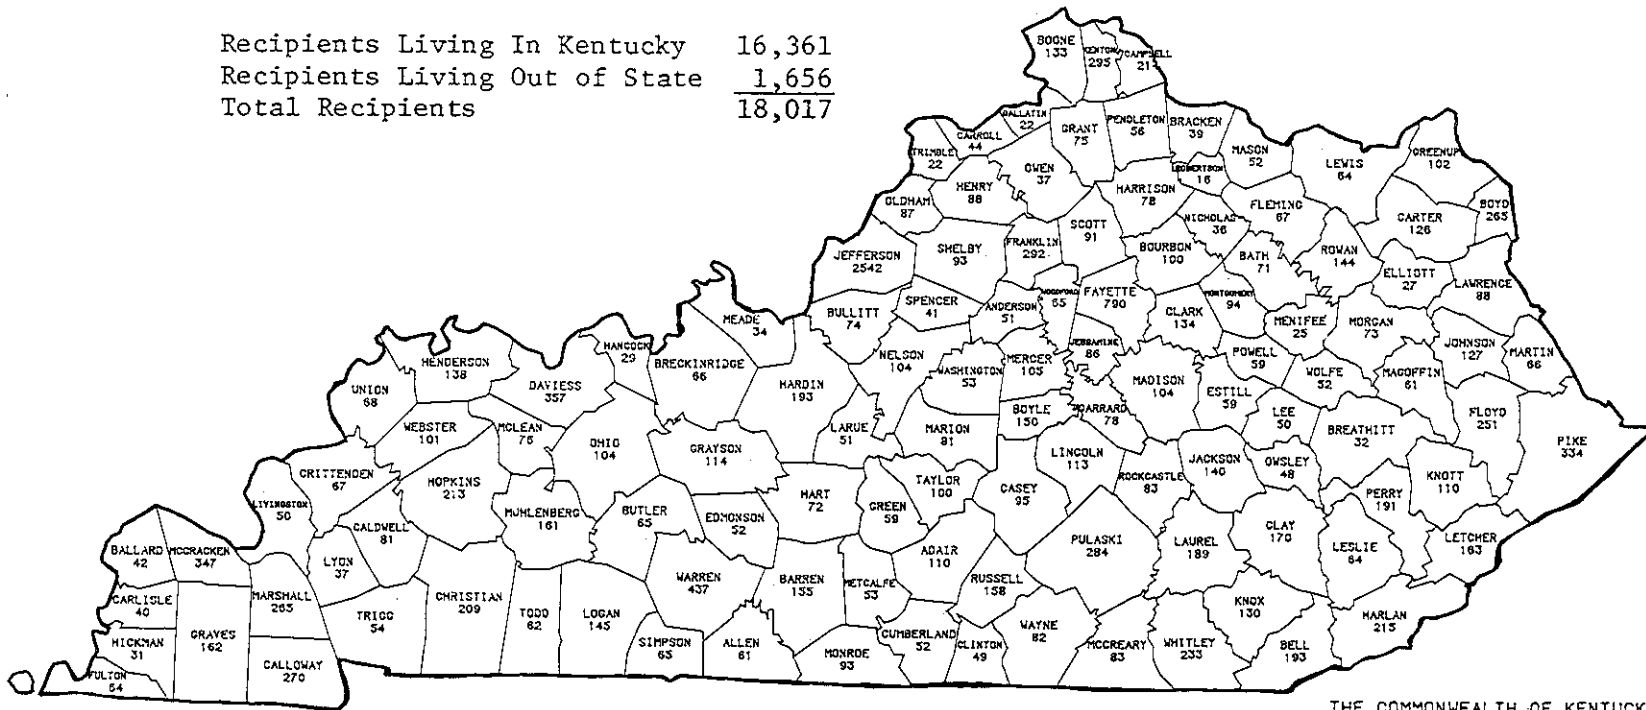 Recipients Living In Kentucky 16,361
Recipients Living Out of State 1,656
Total Recipients 18,017
BOONE
133
KENTON
295
CAMPBELL
21
GALLATIN
22
CARROLL
44
TRIMBLE
22
GRANT
75
PENDLETON
56
BRACKEN
39
MASON
52
LEWIS
64
GREENUP
102
OWEN
37
HENRY
88
OLDHAM
87
HARRISON
78
16
FLEMING
67
CARTER
126
BOYD
265
NICHOLAS
36
SCOTT
91
JEFFERSON
2542
SHELBY
93
FRANKLIN
292
BOURBON
100
BATH
71
ROWAN
144
ELLIOTT
27
LAWRENCE
88
MEADE
34
BULLITT
74
SPENCER
41
ANDERSON
51
WOODFORD
65
FAYETTE
790
CLARK
134
MONTGOMERY
94
MENIFEE
25
MORGAN
73
JOHNSON
127
MARTIN
66
HENDERSON
138
HANCOCK
29
BRECKINRIDGE
66
UNION
68
DAVIESS
357
HARDIN
193
NELSON
104
WASHINGTON
53
MERCER
105
JESSAMINE
86
MADISON
104
POWELL
59
ESTILL
59
WOLFE
52
MAGOFFIN
61
FLOYD
251
PIKE
334
WEBSTER
101
MCLEAN
76
OHIO
104
GRAYSON
114
LARUE
51
MARION
81
BOYLE
150
GARRARD
78
LEE
50
BREATHITT
32
CRITTENDEN
67
HOPKINS
213
LINCOLN
113
ROCKCASTLE
83
JACKSON
140
OWSLEY
48
KNOTT
110
LIVINGSTON
50
CALDWELL
81
MUHLENBERG
161
BUTLER
65
EDMONSON
52
HART
72
GREEN
59
TAYLOR
100
CASEY
95
PERRY
191
BALLARD
42
MCCRACKEN
347
LYON
37
ADAIR
110
PULASKI
284
LAUREL
189
CLAY
170
LESLIE
64
LETCHER
163
CARLISLE
40
MARSHALL
265
TRIGG
54
CHRISTIAN
209
TODD
62
LOGAN
145
WARREN
437
BARREN
155
METCALFE
53
RUSSELL
158
KNOX
130
HARLAN
215
HICKMAN
31
GRAVES
162
CALLOWAY
270
SIMPSON
65
ALLEN
61
MONROE
93
CUMBERLAND
52
CLINTON
49
WAYNE
82
MCCREARY
83
WHITLEY
233
BELL
193
FULTON
64
THE COMMONWEALTH OF KENTUCK